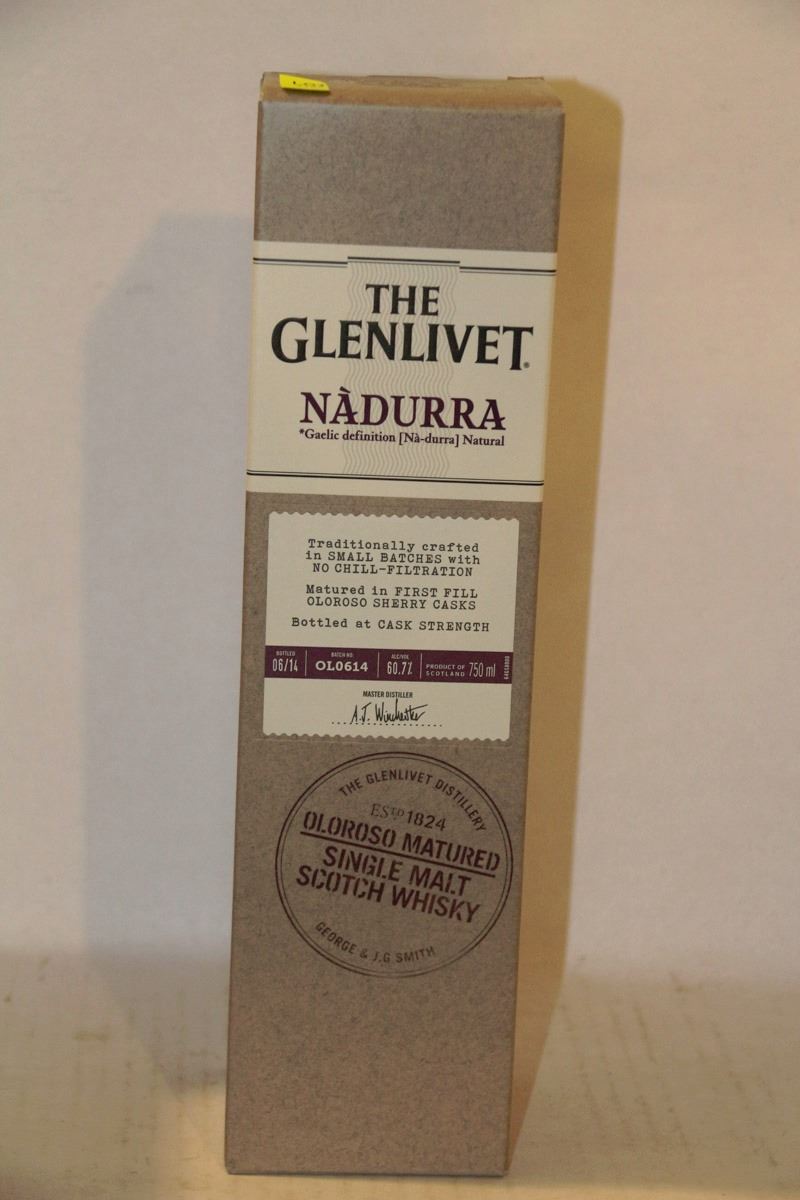 THE
GLENLIVET®
NÀDURRA
*Gaelic definition [Nà-durra] Natural
Traditionally crafted
in SMALL BATCHES with
NO CHILL-FILTRATION
Matured in FIRST FILL
OLOROSO SHERRY CASKS
Bottled at CASK STRENGTH
BOTTLED
06/14
BATCH NO:
OL0614
ALC/VOL
60.7%
PRODUCT OF
SCOTLAND
750 ml
MASTER DISTILLER
A.J. Winchester
THE GLENLIVET DISTILLERY
ESTD 1824
OLOROSO MATURED
SINGLE MALT
SCOTCH WHISKY
GEORGE & J.G SMITH